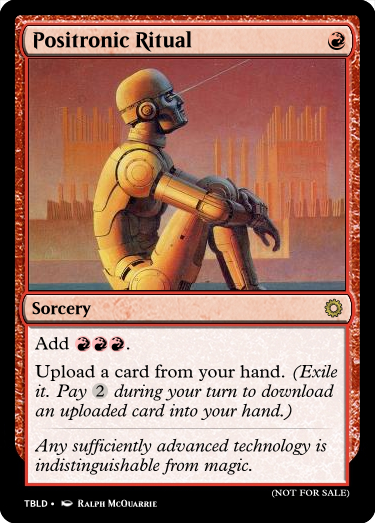 Positronic Ritual
Sorcery
Add
Upload a card from your hand. (Exile
it. Pay 2 during your turn to download
an uploaded card into your hand.)
Any sufficiently advanced technology is
indistinguishable from magic.
(NOT FOR SALE)
TBLD • Ralph McQuarrie